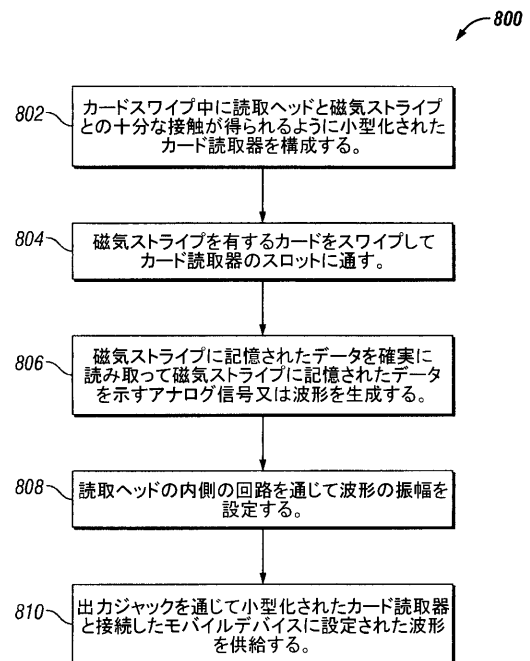 800
802
カードスワイプ中に読取ヘッドと磁気ストライプ
との十分な接触が得られるように小型化された
カード読取器を構成する。
804
磁気ストライプを有するカードをスワイプして
カード読取器のスロットに通す。
806
磁気ストライプに記憶されたデータを確実に
読み取って磁気ストライプに記憶されたデータ
を示すアナログ信号又は波形を生成する。
808
読取ヘッドの内側の回路を通じて波形の振幅を
設定する。
810
出力ジャックを通じて小型化されたカード読取器
と接続したモバイルデバイスに設定された波形
を供給する。